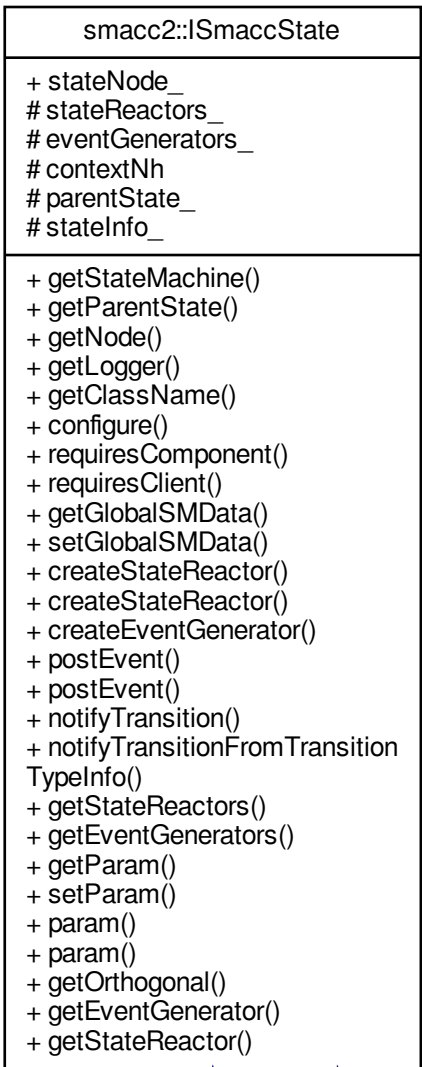 smacc2::ISmaccState
+ stateNode_
# stateReactors_
# eventGenerators_
# contextNh
# parentState_
# stateInfo_
+ getStateMachine()
+ getParentState()
+ getNode()
+ getLogger()
+ getClassName()
+ configure()
+ requiresComponent()
+ requiresClient()
+ getGlobalSMData()
+ setGlobalSMData()
+ createStateReactor()
+ createStateReactor()
+ createEventGenerator()
+ postEvent()
+ postEvent()
+ notifyTransition()
+ notifyTransitionFromTransition
TypeInfo()
+ getStateReactors()
+ getEventGenerators()
+ getParam()
+ setParam()
+ param()
+ param()
+ getOrthogonal()
+ getEventGenerator()
+ getStateReactor()